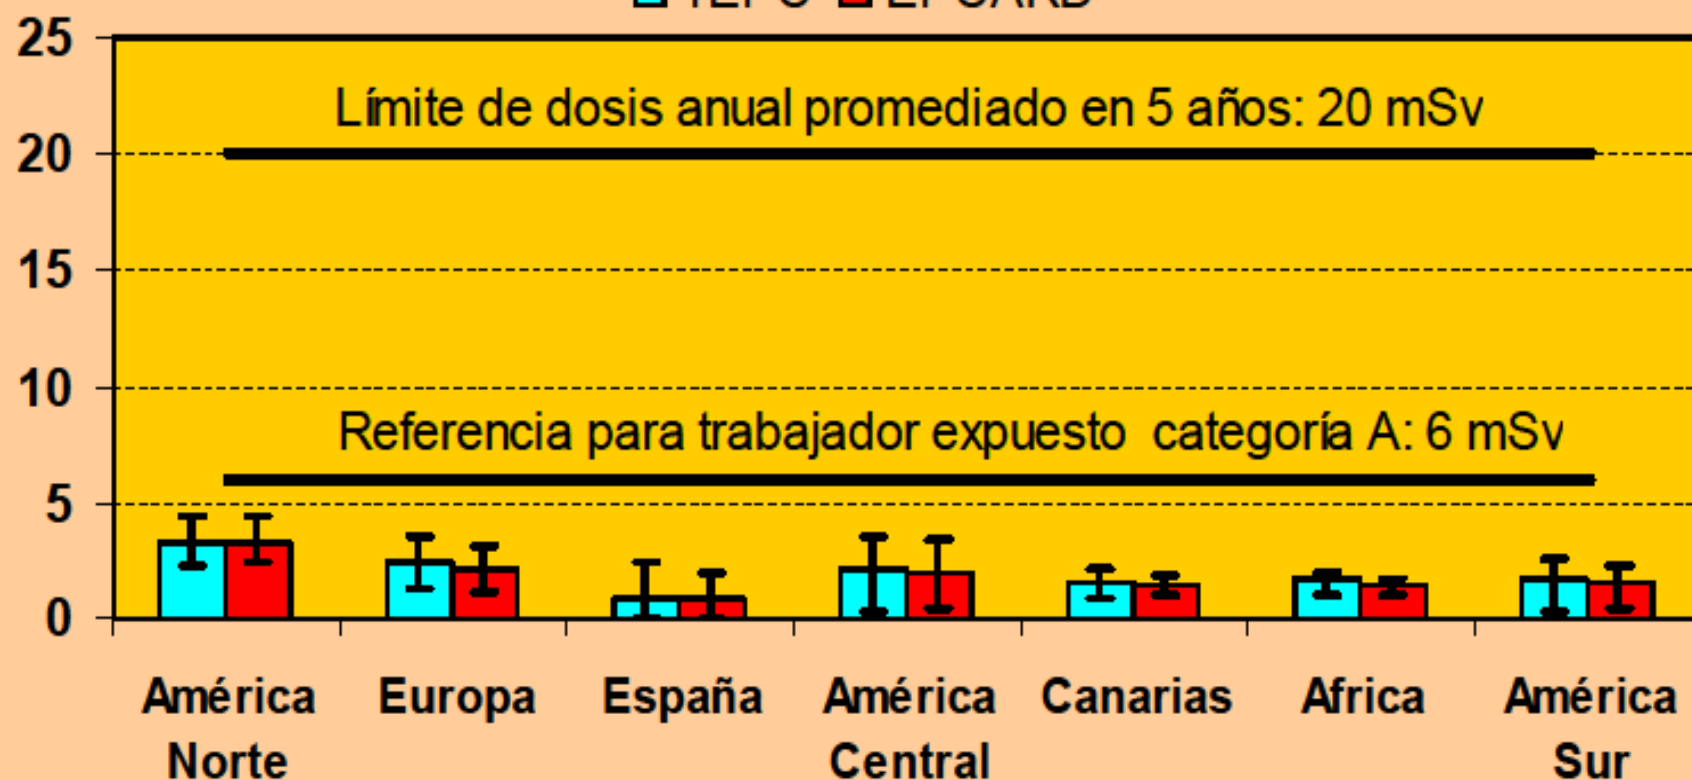 25
Límite de dosis anual promediado en 5 años: 20 mSv
20
15
10
Referencia para trabajador expuesto categoría A: 6 mSv
5
0
América Norte
Europa
España
América Central
Canarias
Africa
América Sur